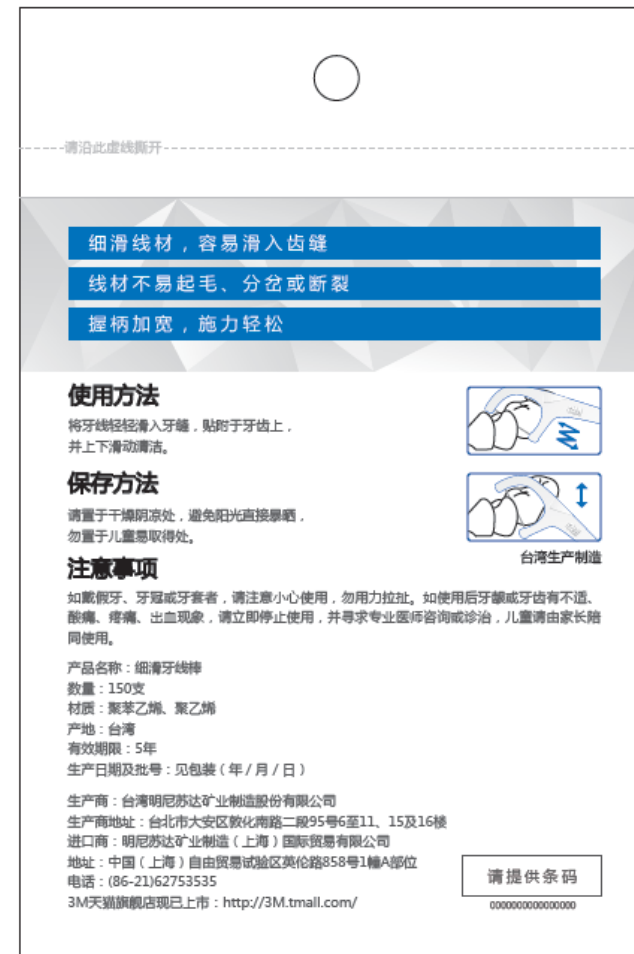 请沿此虚线撕开
细滑线材，容易滑入齿缝
线材不易起毛、分岔或断裂
握柄加宽，施力轻松
使用方法
将牙线轻轻滑入牙缝，贴附于牙齿上，
并上下滑动清洁。
保存方法
请置于干燥阴凉处，避免阳光直接暴晒，
勿置于儿童易取得处。
台湾生产制造
注意事项
如戴假牙、牙冠或牙套者，请注意小心使用，勿用力拉扯。如使用后牙龈或牙齿有不适、
酸痛、疼痛、出血现象，请立即停止使用，并寻求专业医师咨询或诊治，儿童请由家长陪
同使用。
产品名称：细滑牙线棒
数量：150支
材质：聚苯乙烯、聚乙烯
产地：台湾
有效期限：5年
生产日期及批号：见包装（年/月/日）
生产商：台湾明尼苏达矿业制造股份有限公司
生产商地址：台北市大安区敦化南路二段95号6至11、15及16楼
进口商：明尼苏达矿业制造（上海）国际贸易有限公司
地址：中国（上海）自由贸易试验区英伦路858号1幢A部位
电话：(86-21)62753535
3M天猫旗舰店现已上市：http://3M.tmall.com/
请提供条码
0000000000000000